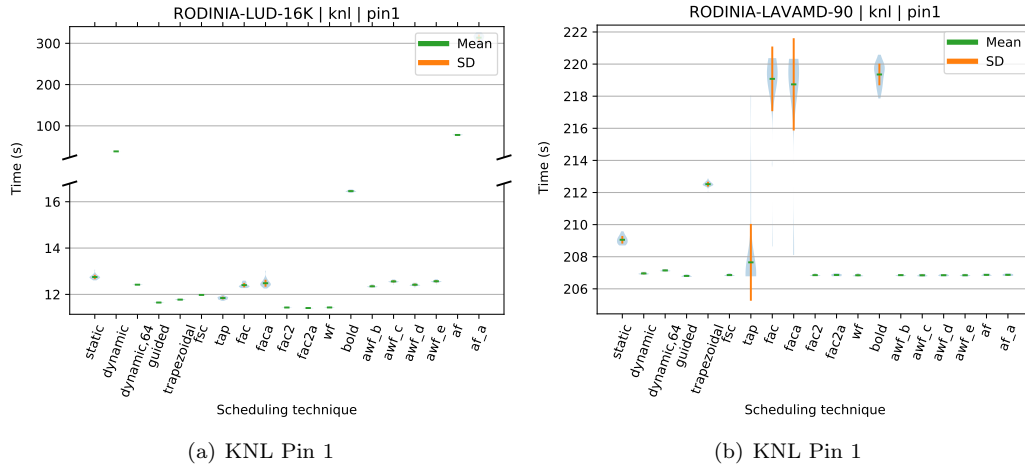 RODINIA-LUD-16K | knl | pin1
Mean
SD
300
200
100
16
14
12
Time (s)
static
dynamic
dynamic,64
guided
trapezoidal
fsc
tap
fac
faca
fac2
fac2a
wf
bold
awf_b
awf_c
awf_d
awf_e
af
af_a
Scheduling technique
(a) KNL Pin 1
RODINIA-LAVAMD-90 | knl | pin1
Mean
SD
222
220
218
216
214
212
210
208
206
Time (s)
static
dynamic
dynamic,64
guided
trapezoidal
fsc
tap
fac
faca
fac2
fac2a
wf
bold
awf_b
awf_c
awf_d
awf_e
af
af_a
Scheduling technique
(b) KNL Pin 1